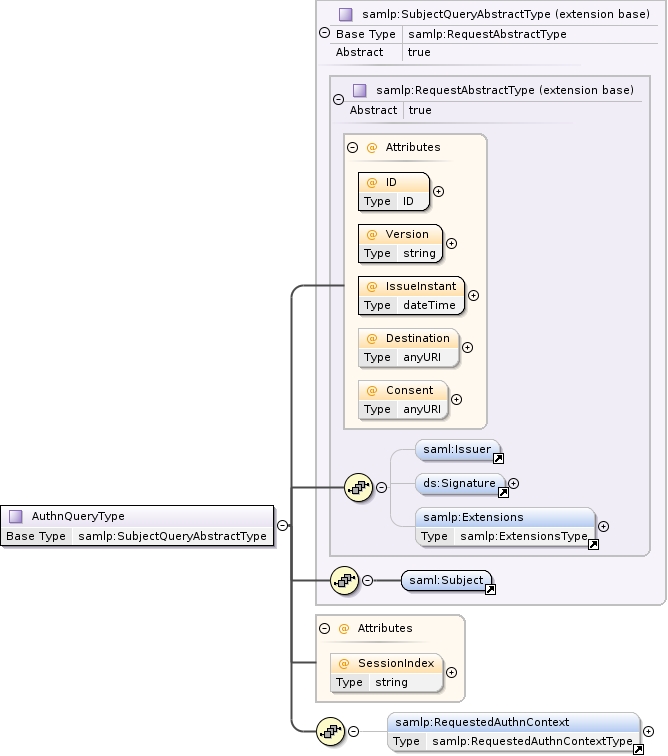 samlp:SubjectQueryAbstractType (extension base)
Base Type samlp:RequestAbstractType
Abstract true
samlp:RequestAbstractType (extension base)
Abstract true
@ Attributes
@ ID
Type ID
@ Version
Type string
@ IssueInstant
Type dateTime
@ Destination
Type anyURI
@ Consent
Type anyURI
saml:Issuer
ds:Signature
samlp:Extensions
Type samlp:ExtensionsType
AuthnQueryType
Base Type samlp:SubjectQueryAbstractType
saml:Subject
@ Attributes
@ SessionIndex
Type string
samlp:RequestedAuthnContext
Type samlp:RequestedAuthnContextType